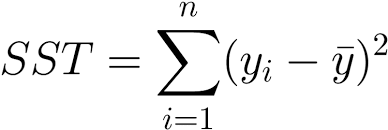 SST = \sum_{i=1}^{n} (y_i - \bar{y})^2